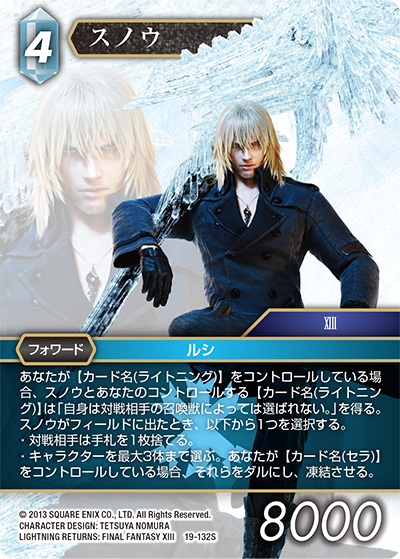 4
スノウ
XIII
フォワード
ルシ
あなたが【カード名(ライトニング)】をコントロールしている場
合、スノウとあなたのコントロールする【カード名(ライトニン
グ)】は「自身は対戦相手の召喚獣によっては選ばれない。」を得る。
スノウがフィールドに出たとき、以下から1つを選択する。
・対戦相手は手札を1枚捨てる。
・キャラクターを最大3体まで選ぶ。あなたが【カード名(セラ)】
をコントロールしている場合、それらをダルにし、凍結させる。
© 2013 SQUARE ENIX CO., LTD. All Rights Reserved.
CHARACTER DESIGN: TETSUYA NOMURA
LIGHTNING RETURNS: FINAL FANTASY XIII 19-132S
8000